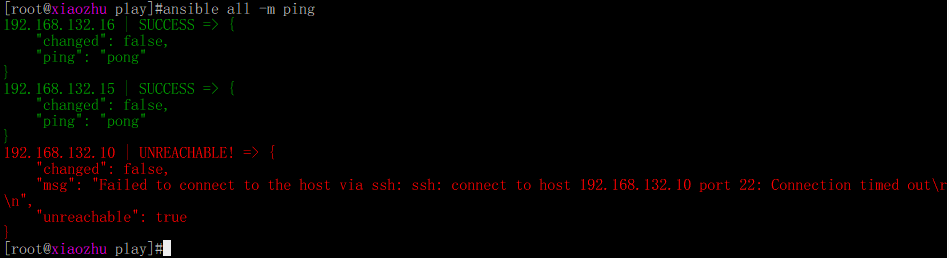 [root@xiaozhu play]#ansible all -m ping
192.168.132.16 | SUCCESS => {
    "changed": false,
    "ping": "pong"
}
192.168.132.15 | SUCCESS => {
    "changed": false,
    "ping": "pong"
}
192.168.132.10 | UNREACHABLE! => {
    "changed": false,
    "msg": "Failed to connect to the host via ssh: ssh: connect to host 192.168.132.10 port 22: Connection timed out\r
\n",
    "unreachable": true
}
[root@xiaozhu play]#